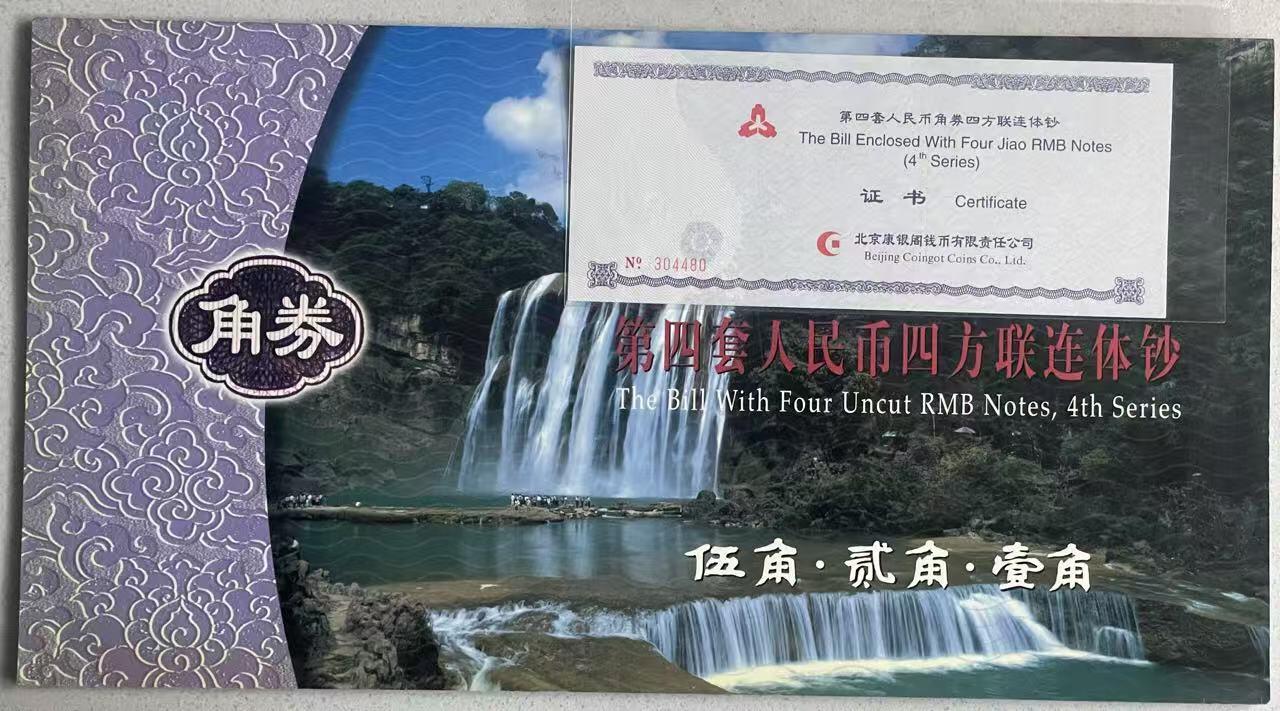 第四套人民币角券四方联连体钞
The Bill Enclosed With Four Jiao RMB Notes
(4th Series)
证书 Certificate
北京康银阁钱币有限责任公司
Beijing Coingot Coins Co., Ltd.
Nº 304480
角券
第四套人民币四方联连体钞
The Bill With Four Uncut RMB Notes, 4th Series
伍角·贰角·壹角